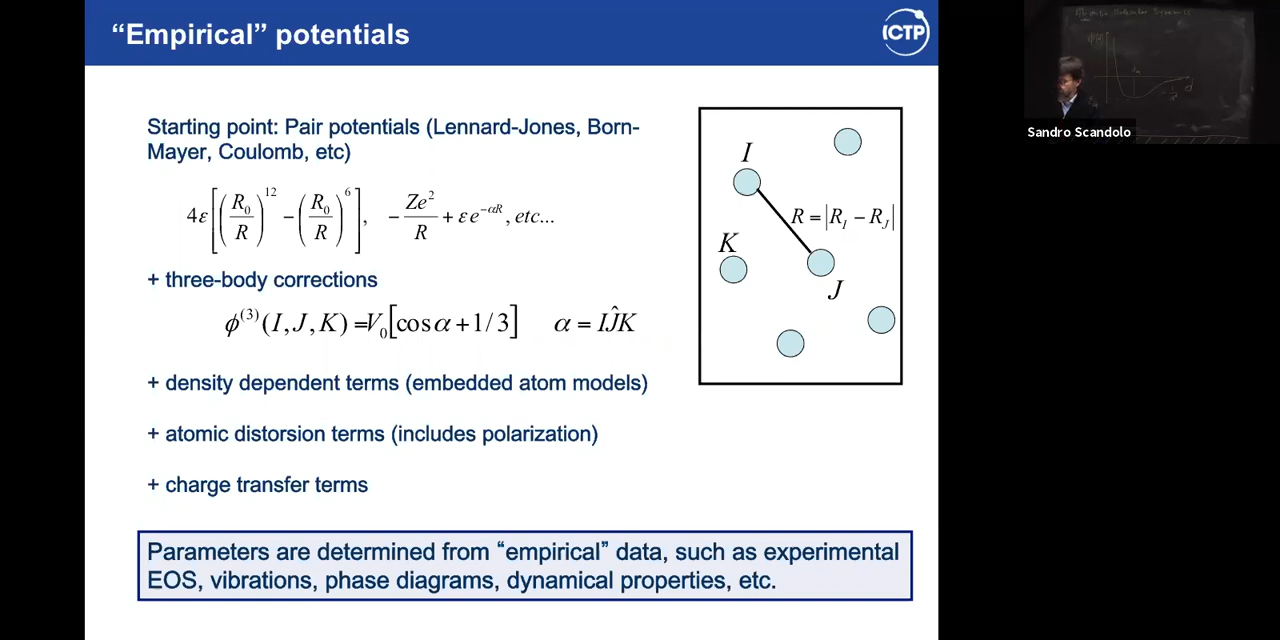 “Empirical” potentials
ICTP
Starting point: Pair potentials (Lennard-Jones, Born-
Mayer, Coulomb, etc)
4ε[(R₀/R)¹² − (R₀/R)⁶], − Ze²/R + εe^−αR, etc...
+ three-body corrections
ϕ⁽³⁾(I, J, K) = V₀[cos α + 1/3]   α = IĴK
+ density dependent terms (embedded atom models)
+ atomic distorsion terms (includes polarization)
+ charge transfer terms
Parameters are determined from “empirical” data, such as experimental
EOS, vibrations, phase diagrams, dynamical properties, etc.
I
R = |R_I − R_J|
K
J
Sandro Scandolo